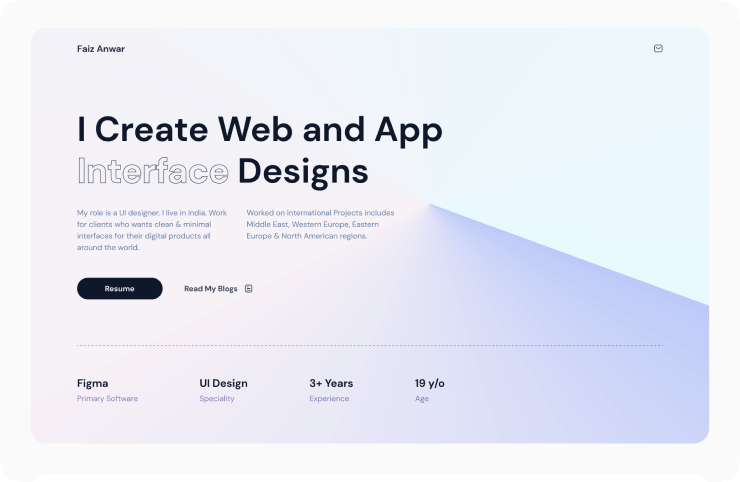 Faiz Anwar
I Create Web and App
Interface Designs
My role is a UI designer. I live in India. Work
for clients who wants clean & minimal
interfaces for their digital products all
around the world.
Worked on International Projects includes
Middle East, Western Europe, Eastern
Europe & North American regions.
Resume
Read My Blogs
Figma
Primary Software
UI Design
Speciality
3+ Years
Experience
19 y/o
Age